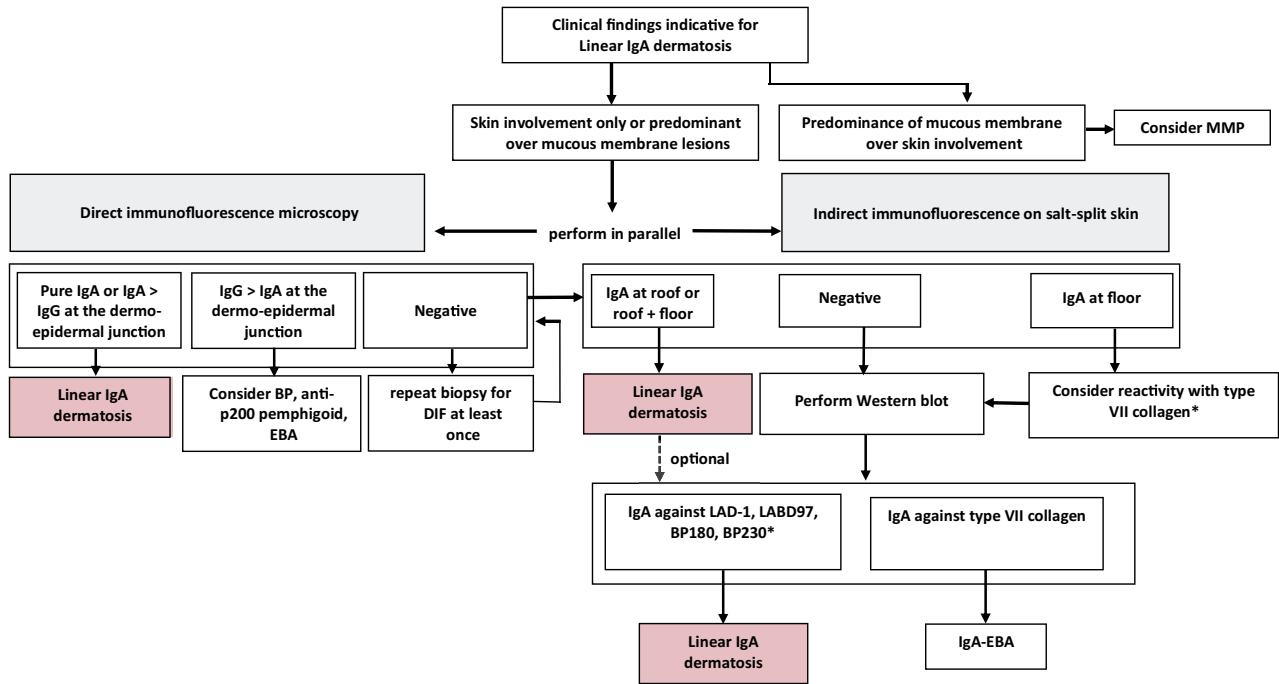 Clinical findings indicative for
Linear IgA dermatosis
Skin involvement only or predominant
over mucous membrane lesions
Predominance of mucous membrane
over skin involvement
Consider MMP
Direct immunofluorescence microscopy
perform in parallel
Indirect immunofluorescence on salt-split skin
Pure IgA or IgA >
IgG at the dermo-
epidermal junction
IgG > IgA at the
dermo-epidermal
junction
Negative
IgA at roof or
roof + floor
Negative
IgA at floor
Linear IgA
dermatosis
Consider BP, anti-
p200 pemphigoid,
EBA
repeat biopsy for
DIF at least
once
Linear IgA
dermatosis
Perform Western blot
Consider reactivity with type
VII collagen*
optional
IgA against LAD-1, LABD97,
BP180, BP230*
IgA against type VII collagen
Linear IgA
dermatosis
IgA-EBA